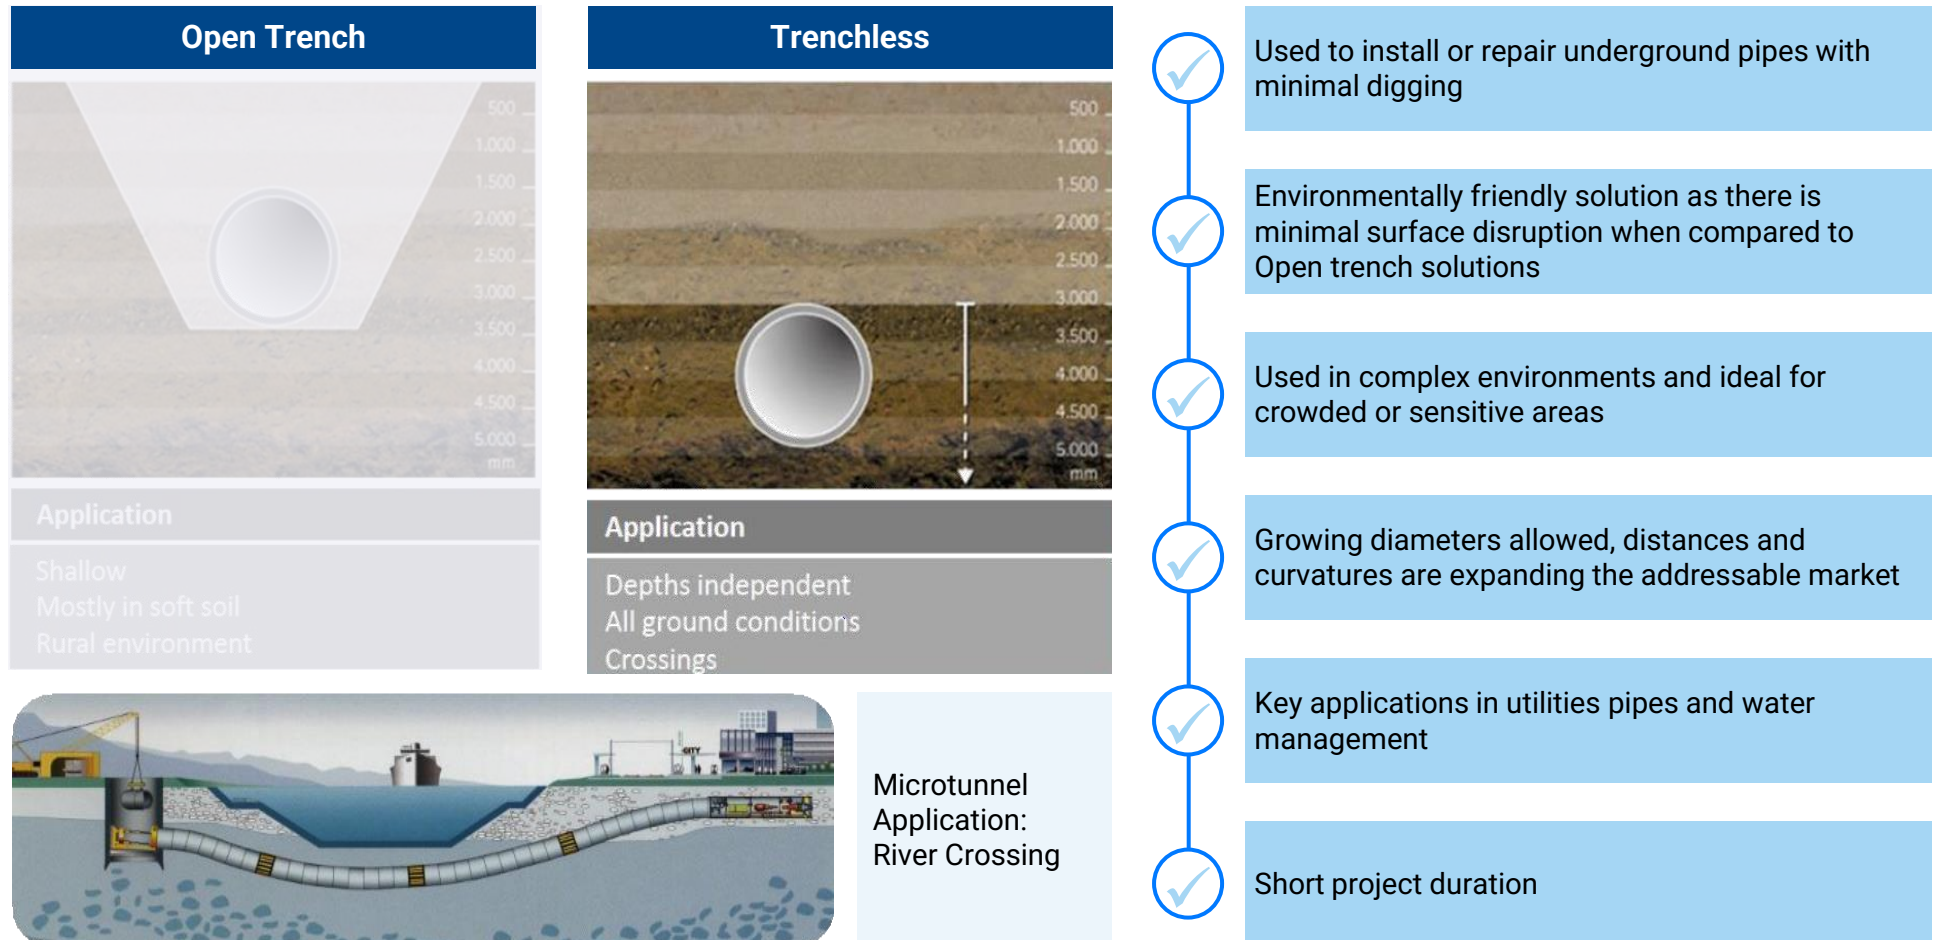 Open Trench
500
1.000
1.500
2.000
2.500
3.000
3.500
4.000
4.500
5.000
mm
Application
Shallow
Mostly in soft soil
Rural environment
Trenchless
500
1.000
1.500
2.000
2.500
3.000
3.500
4.000
4.500
5.000
mm
Application
Depths independent
All ground conditions
Crossings
CITY
Microtunnel
Application:
River Crossing
Used to install or repair underground pipes with
minimal digging
Environmentally friendly solution as there is
minimal surface disruption when compared to
Open trench solutions
Used in complex environments and ideal for
crowded or sensitive areas
Growing diameters allowed, distances and
curvatures are expanding the addressable market
Key applications in utilities pipes and water
management
Short project duration